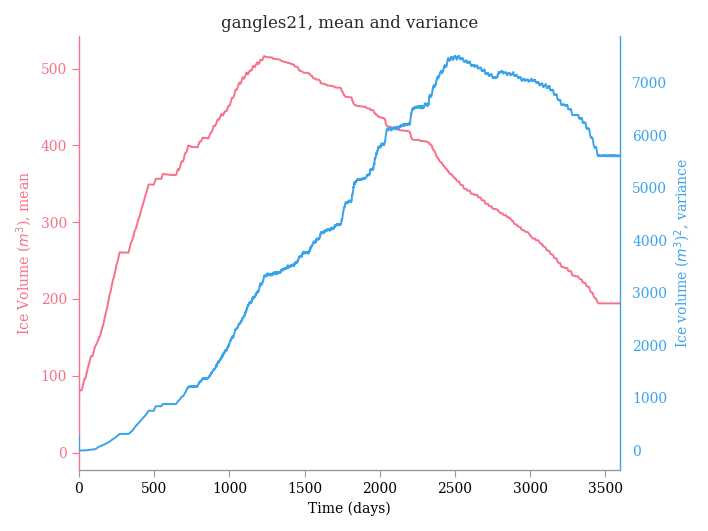 gangles21, mean and variance
Ice Volume (m³), mean
500
400
300
200
100
0
7000
6000
5000
4000
3000
2000
1000
0
Ice volume (m³)², variance
0 500 1000 1500 2000 2500 3000 3500
Time (days)